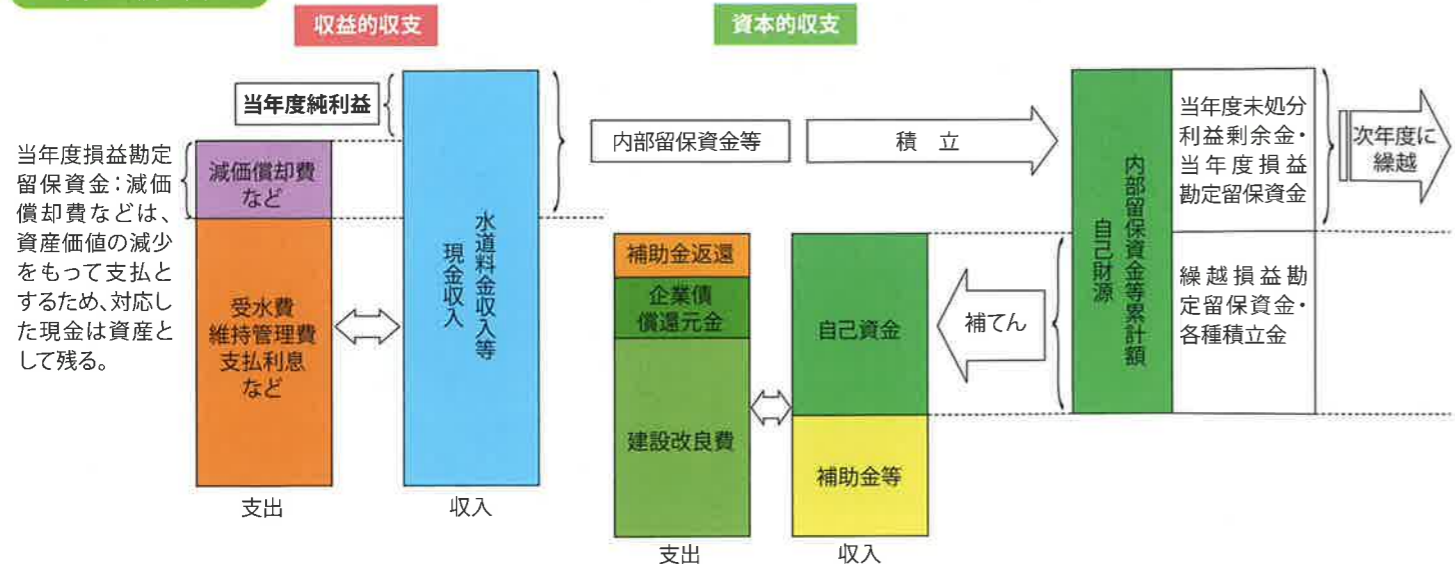 収益的収支
資本的収支
当年度純利益
当年度損益勘定
留保資金：減価
償却費などは、
資産価値の減少
をもって支払と
するため、対応し
た現金は資産と
して残る。
減価償却費
など
受水費
維持管理費
支払利息
など
支出
水道料金収入等
現金収入
収入
内部留保資金等
積 立
補助金返還
企業債
償還元金
建設改良費
支出
自己資金
補助金等
収入
補てん
内部留保資金等累計額
自己財源
当年度未処分
利益剰余金・
当年度損益
勘定留保資金
繰越損益勘
定留保資金・
各種積立金
次年度に
繰越